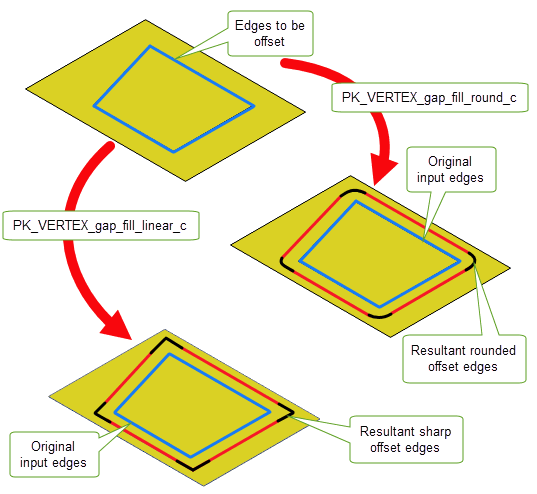 Edges to be
offset
PK_VERTEX_gap_fill_round_c
Original
input edges
PK_VERTEX_gap_fill_linear_c
Resultant rounded
offset edges
Original
input edges
Resultant sharp
offset edges